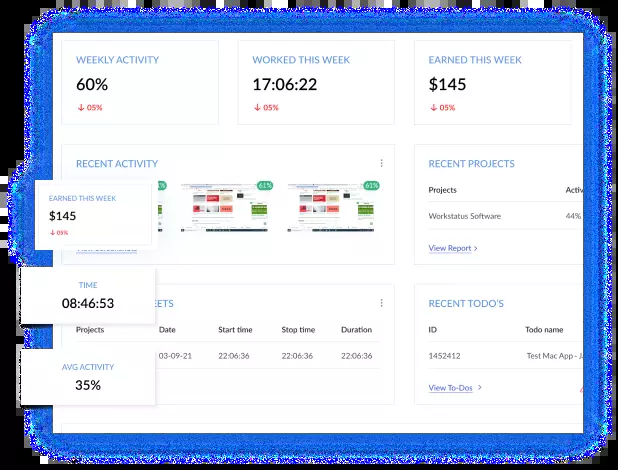 WEEKLY ACTIVITY
60%
↓ 05%
WORKED THIS WEEK
17:06:22
↓ 05%
EARNED THIS WEEK
$145
↓ 05%
RECENT ACTIVITY
61%
61%
EARNED THIS WEEK
$145
↓ 05%
RECENT PROJECTS
Projects Activ
Workstatus Software 44%
View Report >
TIME
08:46:53
AVG ACTIVITY
35%
EETS
Projects Date Start time Stop time Duration
03-09-21 22:06:36 22:06:36 22:06:36
RECENT TODO'S
ID Todo name
1452412 Test Mac App - Ja
View To-Dos >